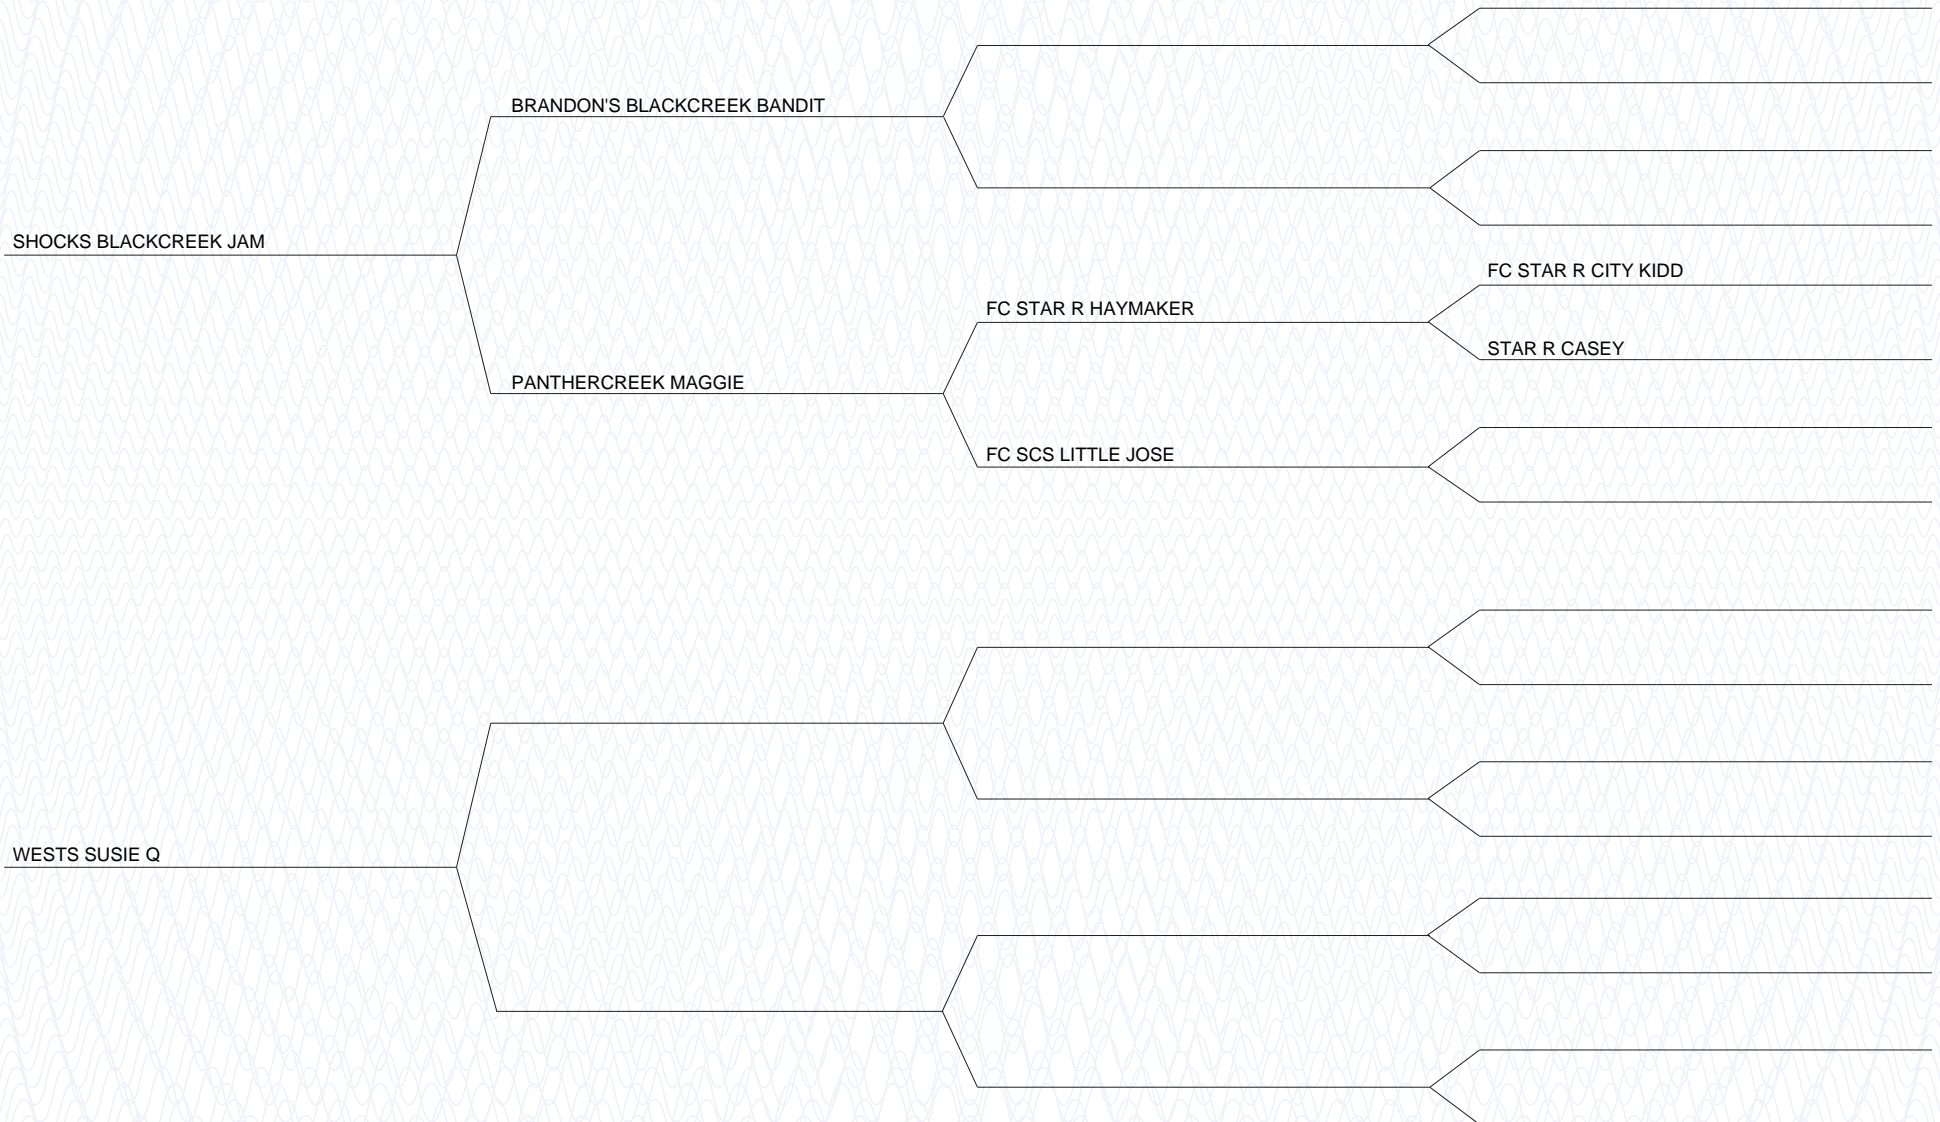 BRANDON'S BLACKCREEK BANDIT
SHOCKS BLACKCREEK JAM
FC STAR R CITY KIDD
FC STAR R HAYMAKER
STAR R CASEY
PANTHERCREEK MAGGIE
FC SCS LITTLE JOSE
WESTS SUSIE Q